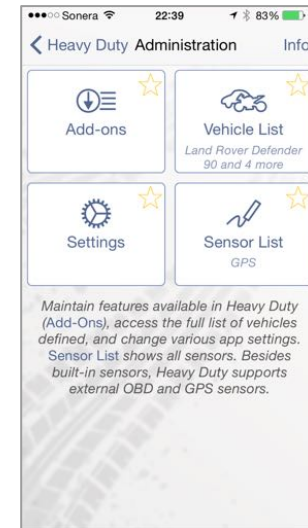 Sonera 22:39 83%
Heavy Duty Administration Info
Add-ons
Vehicle List
Land Rover Defender
90 and 4 more
Settings
Sensor List
GPS
Maintain features available in Heavy Duty
(Add-Ons), access the full list of vehicles
defined, and change various app settings.
Sensor List shows all sensors. Besides
built-in sensors, Heavy Duty supports
external OBD and GPS sensors.